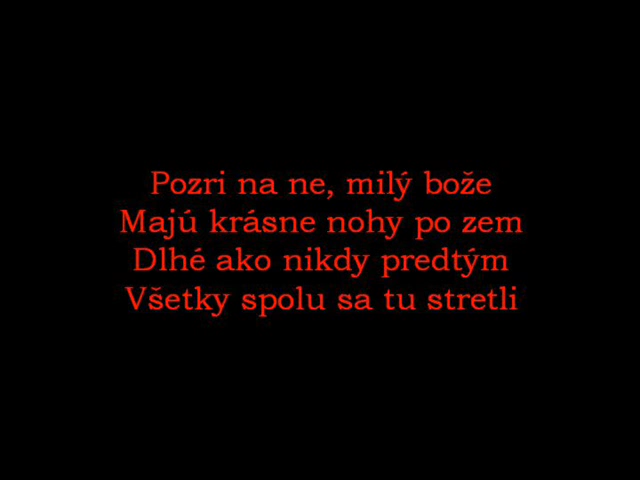 Pozri na ne, milý bože
Majú krásne nohy po zem
Dlhé ako nikdy predtým
Všetky spolu sa tu stretli